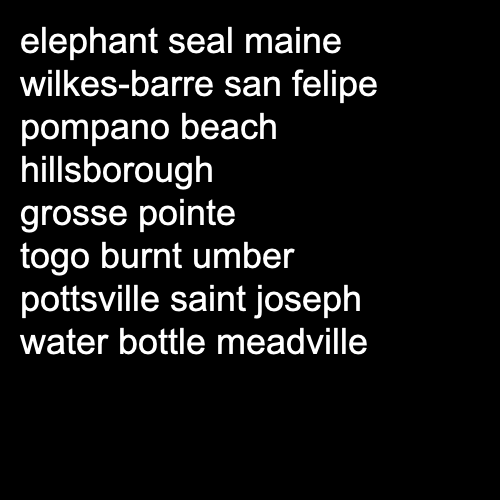 elephant seal maine
wilkes-barre san felipe
pompano beach
hillsborough
grosse pointe
togo burnt umber
pottsville saint joseph
water bottle meadville